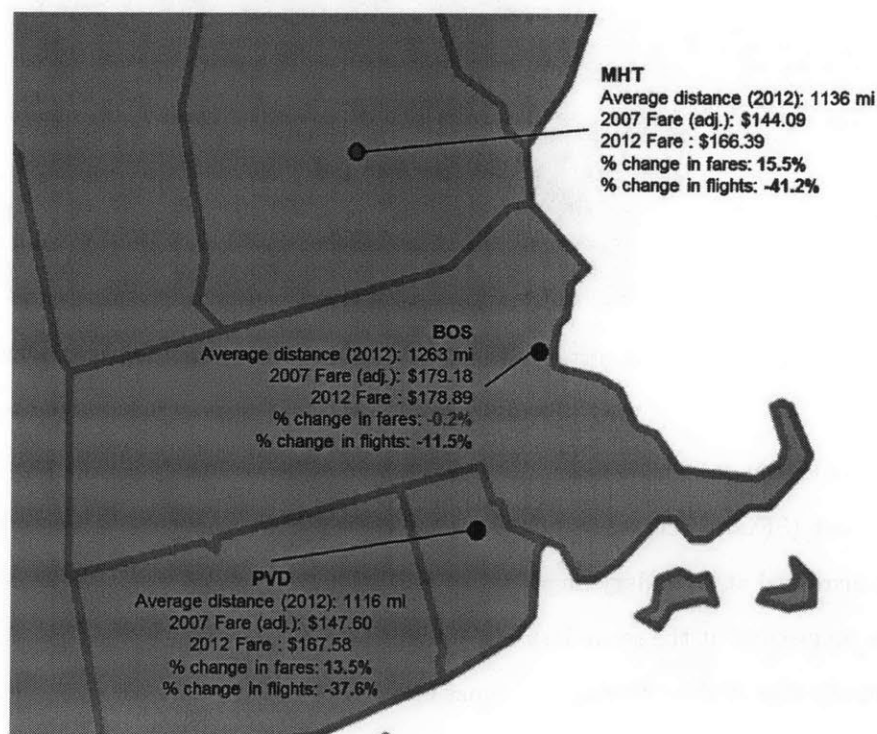 MHT
Average distance (2012): 1136 mi
2007 Fare (adj.): $144.09
2012 Fare : $166.39
% change in fares: 15.5%
% change in flights: -41.2%
BOS
Average distance (2012): 1263 mi
2007 Fare (adj.): $179.18
2012 Fare : $178.89
% change in fares: -0.2%
% change in flights: -11.5%
PVD
Average distance (2012): 1116 mi
2007 Fare (adj.): $147.60
2012 Fare : $167.58
% change in fares: 13.5%
% change in flights: -37.6%